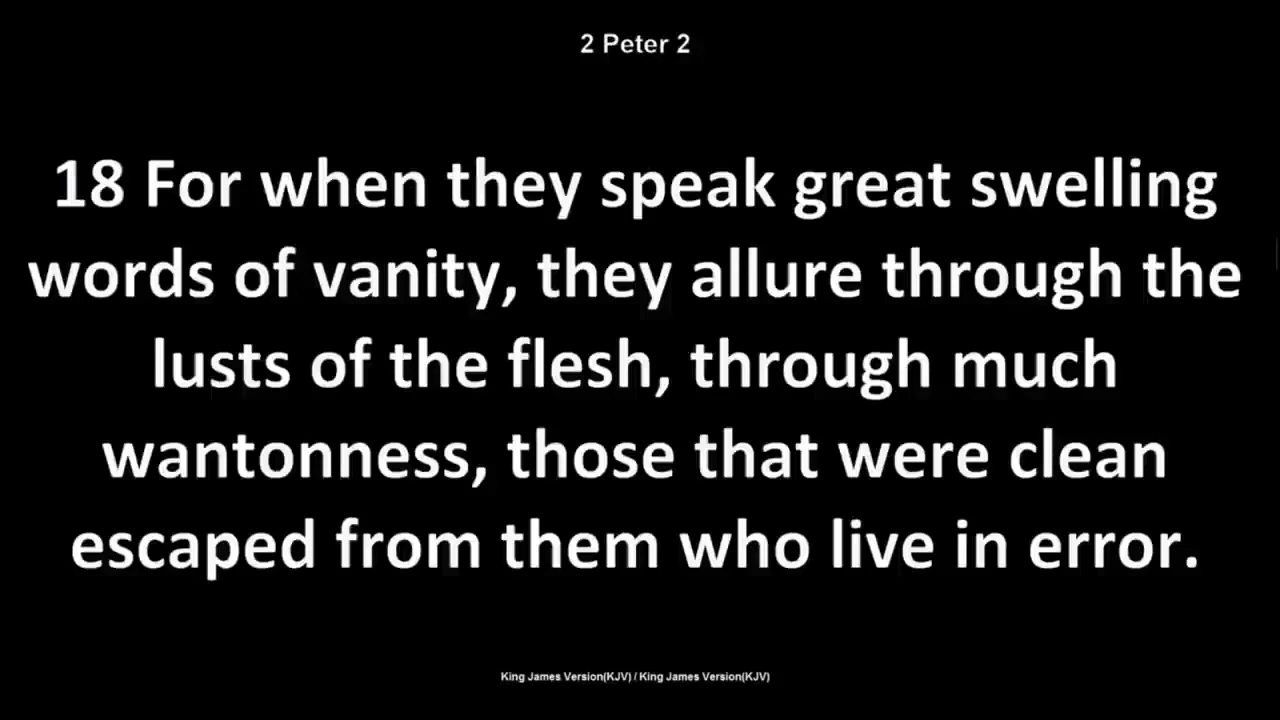 2 Peter 2
18 For when they speak great swelling
words of vanity, they allure through the
lusts of the flesh, through much
wantonness, those that were clean
escaped from them who live in error.
King James Version(KJV) / King James Version(KJV)